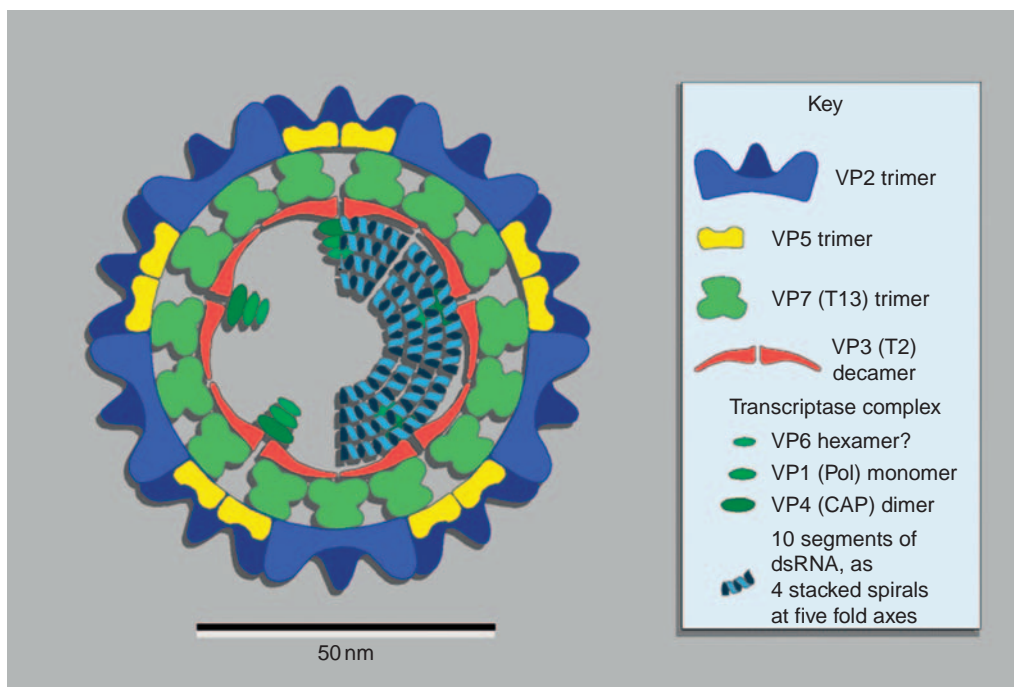 Key
VP2 trimer
VP5 trimer
VP7 (T13) trimer
VP3 (T2)
decamer
Transcriptase complex
VP6 hexamer?
VP1 (Pol) monomer
VP4 (CAP) dimer
10 segments of
dsRNA, as
4 stacked spirals
at five fold axes
50 nm